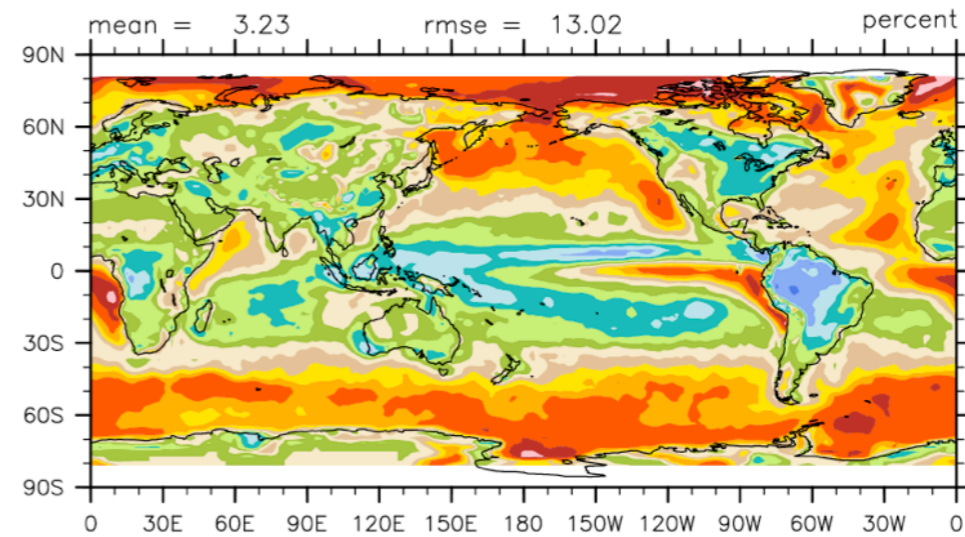 mean = 3.23 rmse = 13.02 percent
90N
60N
30N
0
30S
60S
90S
0 30E 60E 90E 120E 150E 180 150W 120W 90W 60W 30W 0